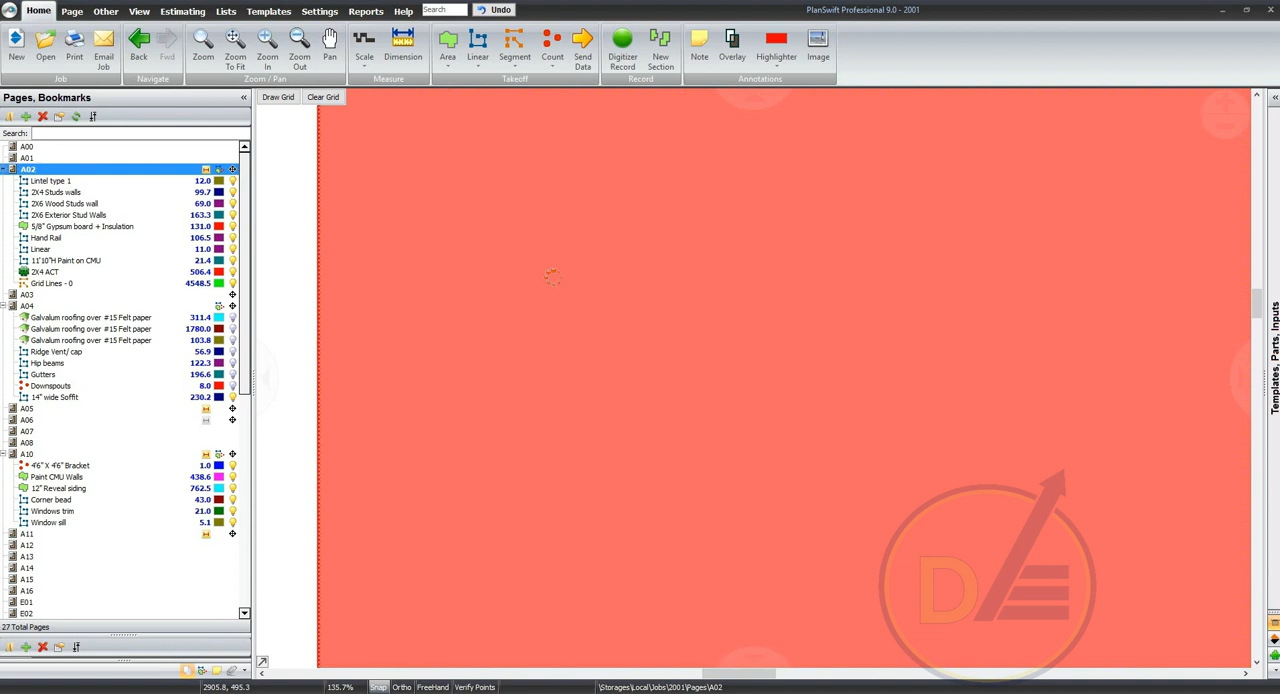 Home Page Other View Estimating Lists Templates Settings Reports Help Search Undo PlanSwift Professional 9.0 - 2001
New Open Print Email Job Back Fwd Zoom Zoom To Fit Zoom In Zoom Out Pan Scale Dimension Area Linear Segment Count Send Data Digitizer Record New Section Note Overlay Highlighter Image
Job Navigate Zoom / Pan Measure Takeoff Record Annotations
Pages, Bookmarks « Draw Grid Clear Grid «
Search:
A00
A01
A02
Lintel type 1 12.0
2X4 Studs walls 99.7
2X6 Wood Studs wall 69.0
2X6 Exterior Stud Walls 163.3
5/8" Gypsum board + Insulation 131.0
Hand Rail 106.5
Linear 11.0
11'10"H Paint on CMU 21.4
2X4 ACT 506.4
Grid Lines - 0 4548.5
A03
A04
Galvalum roofing over #15 Felt paper 311.4
Galvalum roofing over #15 Felt paper 1780.0
Galvalum roofing over #15 Felt paper 103.8
Ridge Vent/ cap 56.9
Hip beams 122.3
Gutters 196.6
Downspouts 8.0
14" wide Soffit 230.2
A05
A06
A07
A08
A10
4'6" X 4'6" Bracket 1.0
Paint CMU Walls 438.6
12" Reveal siding 762.5
Corner bead 43.0
Windows trim 21.0
Window sill 5.1
A11
A12
A13
A14
A15
A16
E01
E02
27 Total Pages
Templates, Parts, Inputs
D
2905.8, 495.3 135.7% Snap Ortho FreeHand Verify Points \Storages\Local\Jobs\2001\Pages\A02